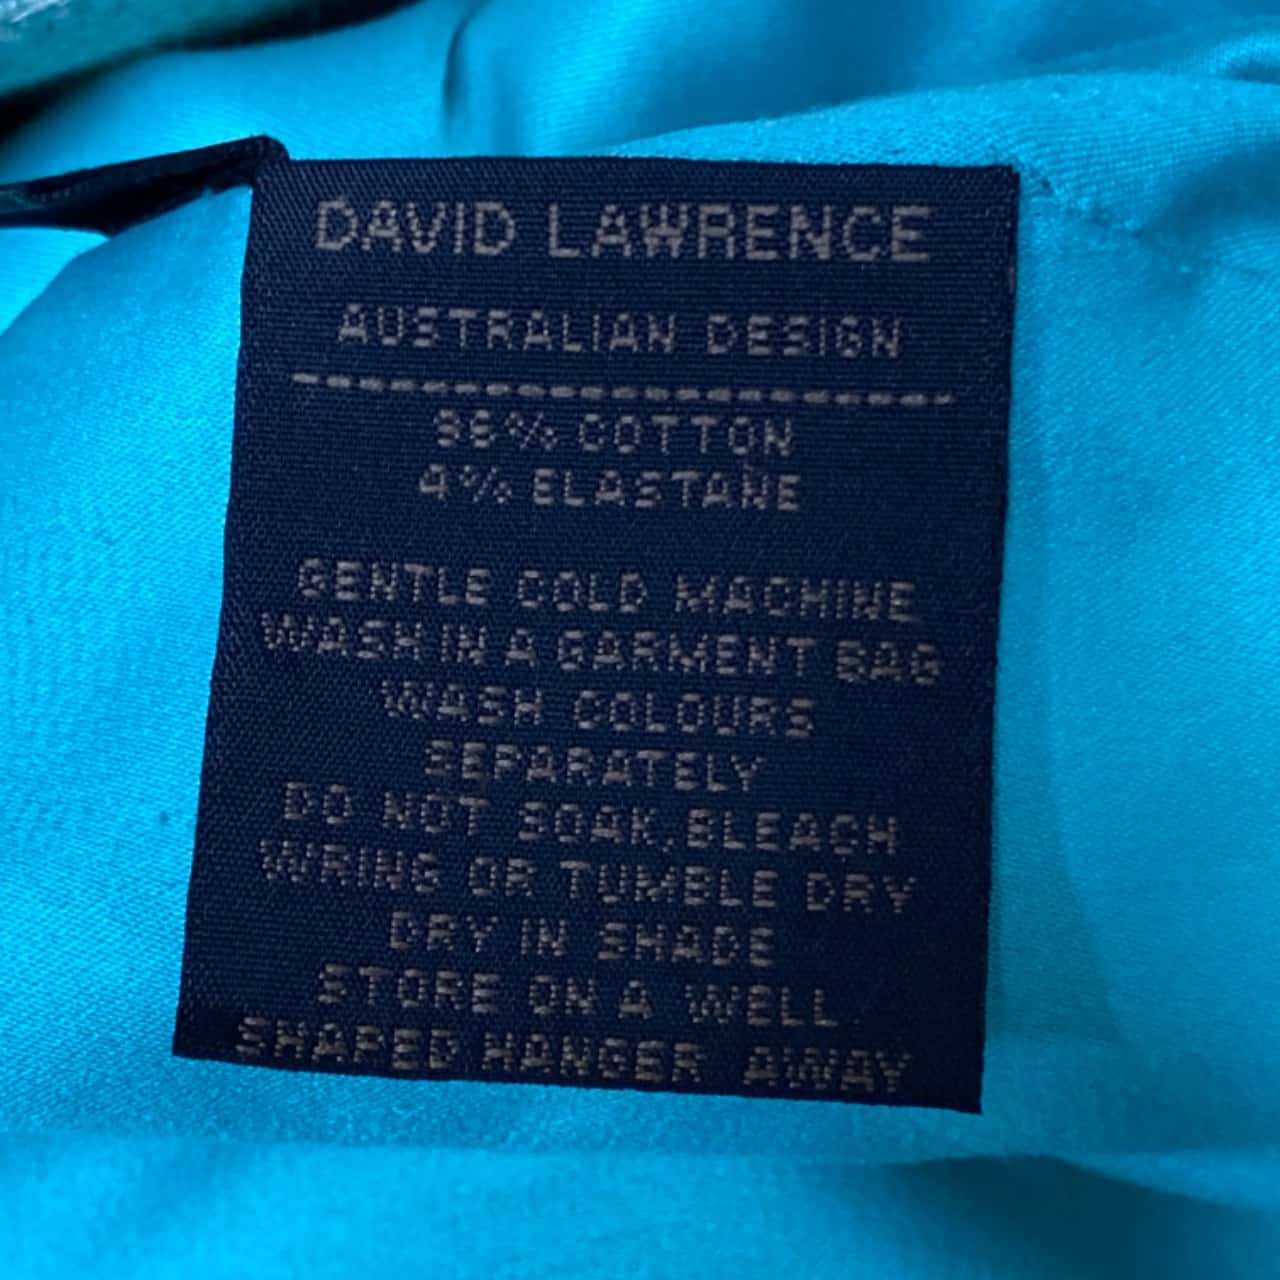 DAVID LAWRENCE
AUSTRALIAN DESIGN
96% COTTON
4% ELASTANE
GENTLE COLD MACHINE
WASH IN A GARMENT BAG
WASH COLOURS
SEPARATELY
DO NOT SOAK,BLEACH
WRING OR TUMBLE DRY
DRY IN SHADE
STORE ON A WELL
SHAPED HANGER AWAY